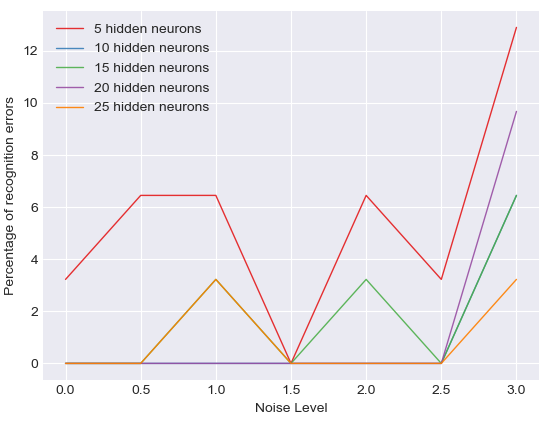 5 hidden neurons
10 hidden neurons
15 hidden neurons
20 hidden neurons
25 hidden neurons
Percentage of recognition errors
12
10
8
6
4
2
0
0.0 0.5 1.0 1.5 2.0 2.5 3.0
Noise Level